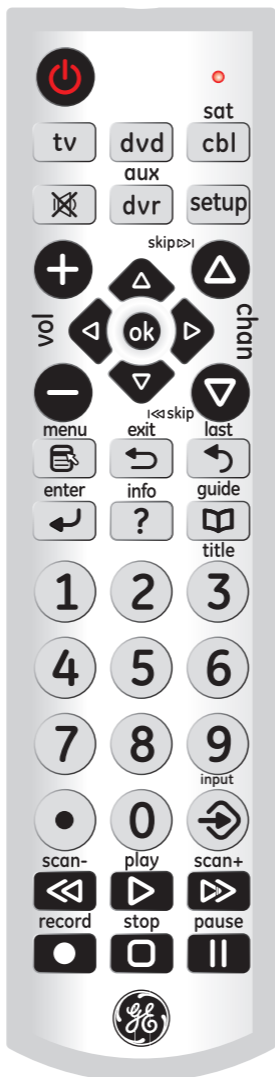 sat
tv dvd cbl
aux
dvr setup
skip
+
vol ok chan
−
skip
menu exit last
enter info guide
?
title
1 2 3
4 5 6
7 8 9
input
• 0
scan- play scan+
record stop pause
GE